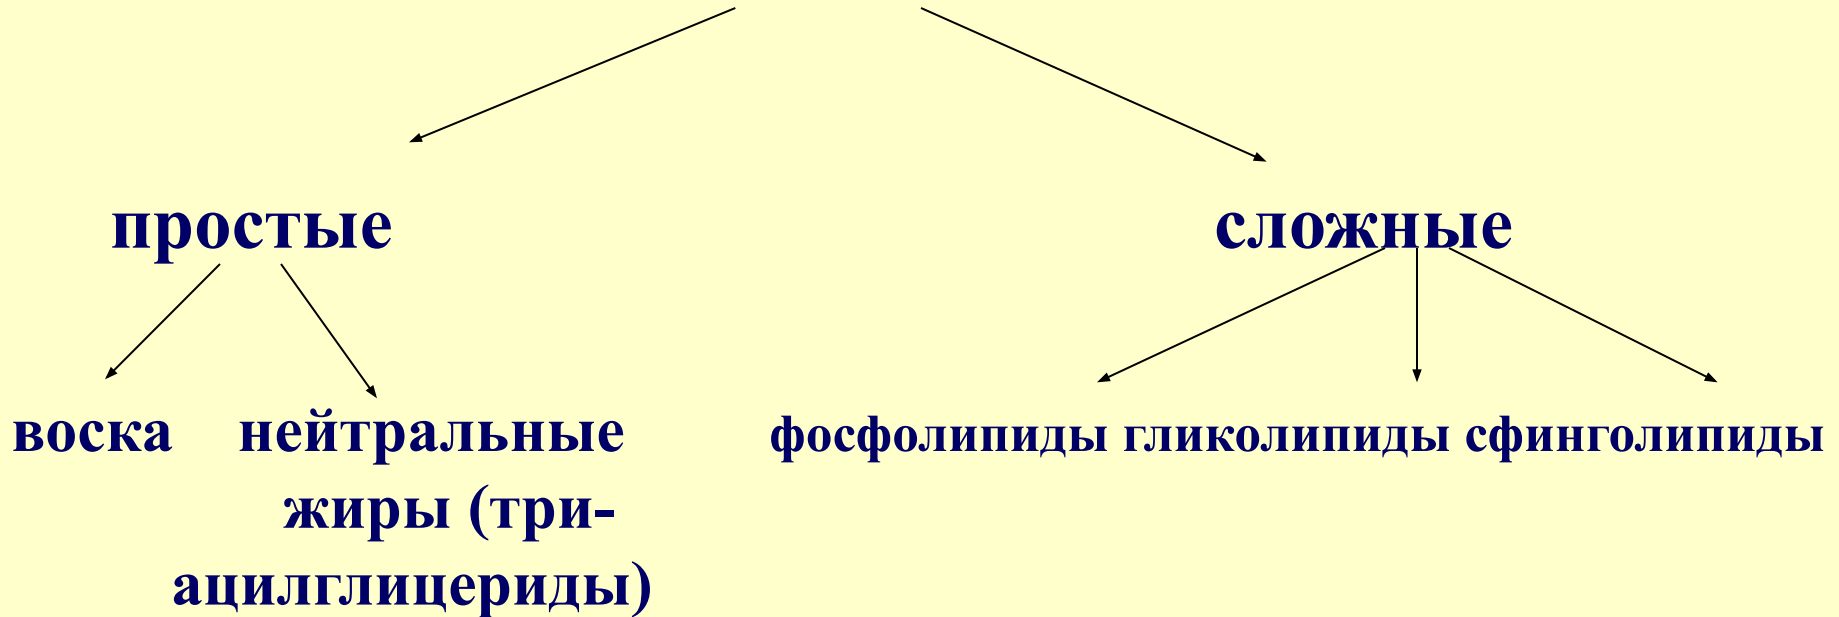 простые сложные
воска нейтральные жиры (три-ацилглицериды) фосфолипиды гликолипиды сфинголипиды